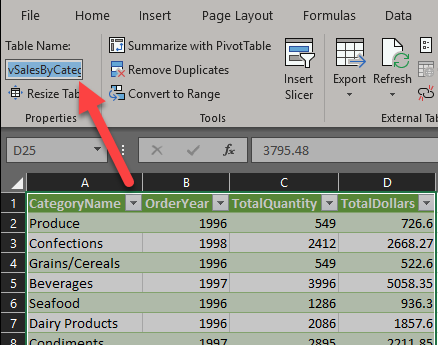 File Home Insert Page Layout Formulas Data
Table Name:
vSalesByCateg
Resize Tab
Properties
Summarize with PivotTable
Remove Duplicates
Convert to Range
Tools
Insert
Slicer
Export
Refresh
External Ta
D25 fx 3795.48
A B C D
1 CategoryName OrderYear TotalQuantity TotalDollars
2 Produce 1996 549 726.6
3 Confections 1998 2412 2668.27
4 Grains/Cereals 1996 549 522.6
5 Beverages 1997 3996 5058.35
6 Seafood 1996 1286 936.3
7 Dairy Products 1996 2086 1857.6
8 Condiments 1997 2895 2211.85